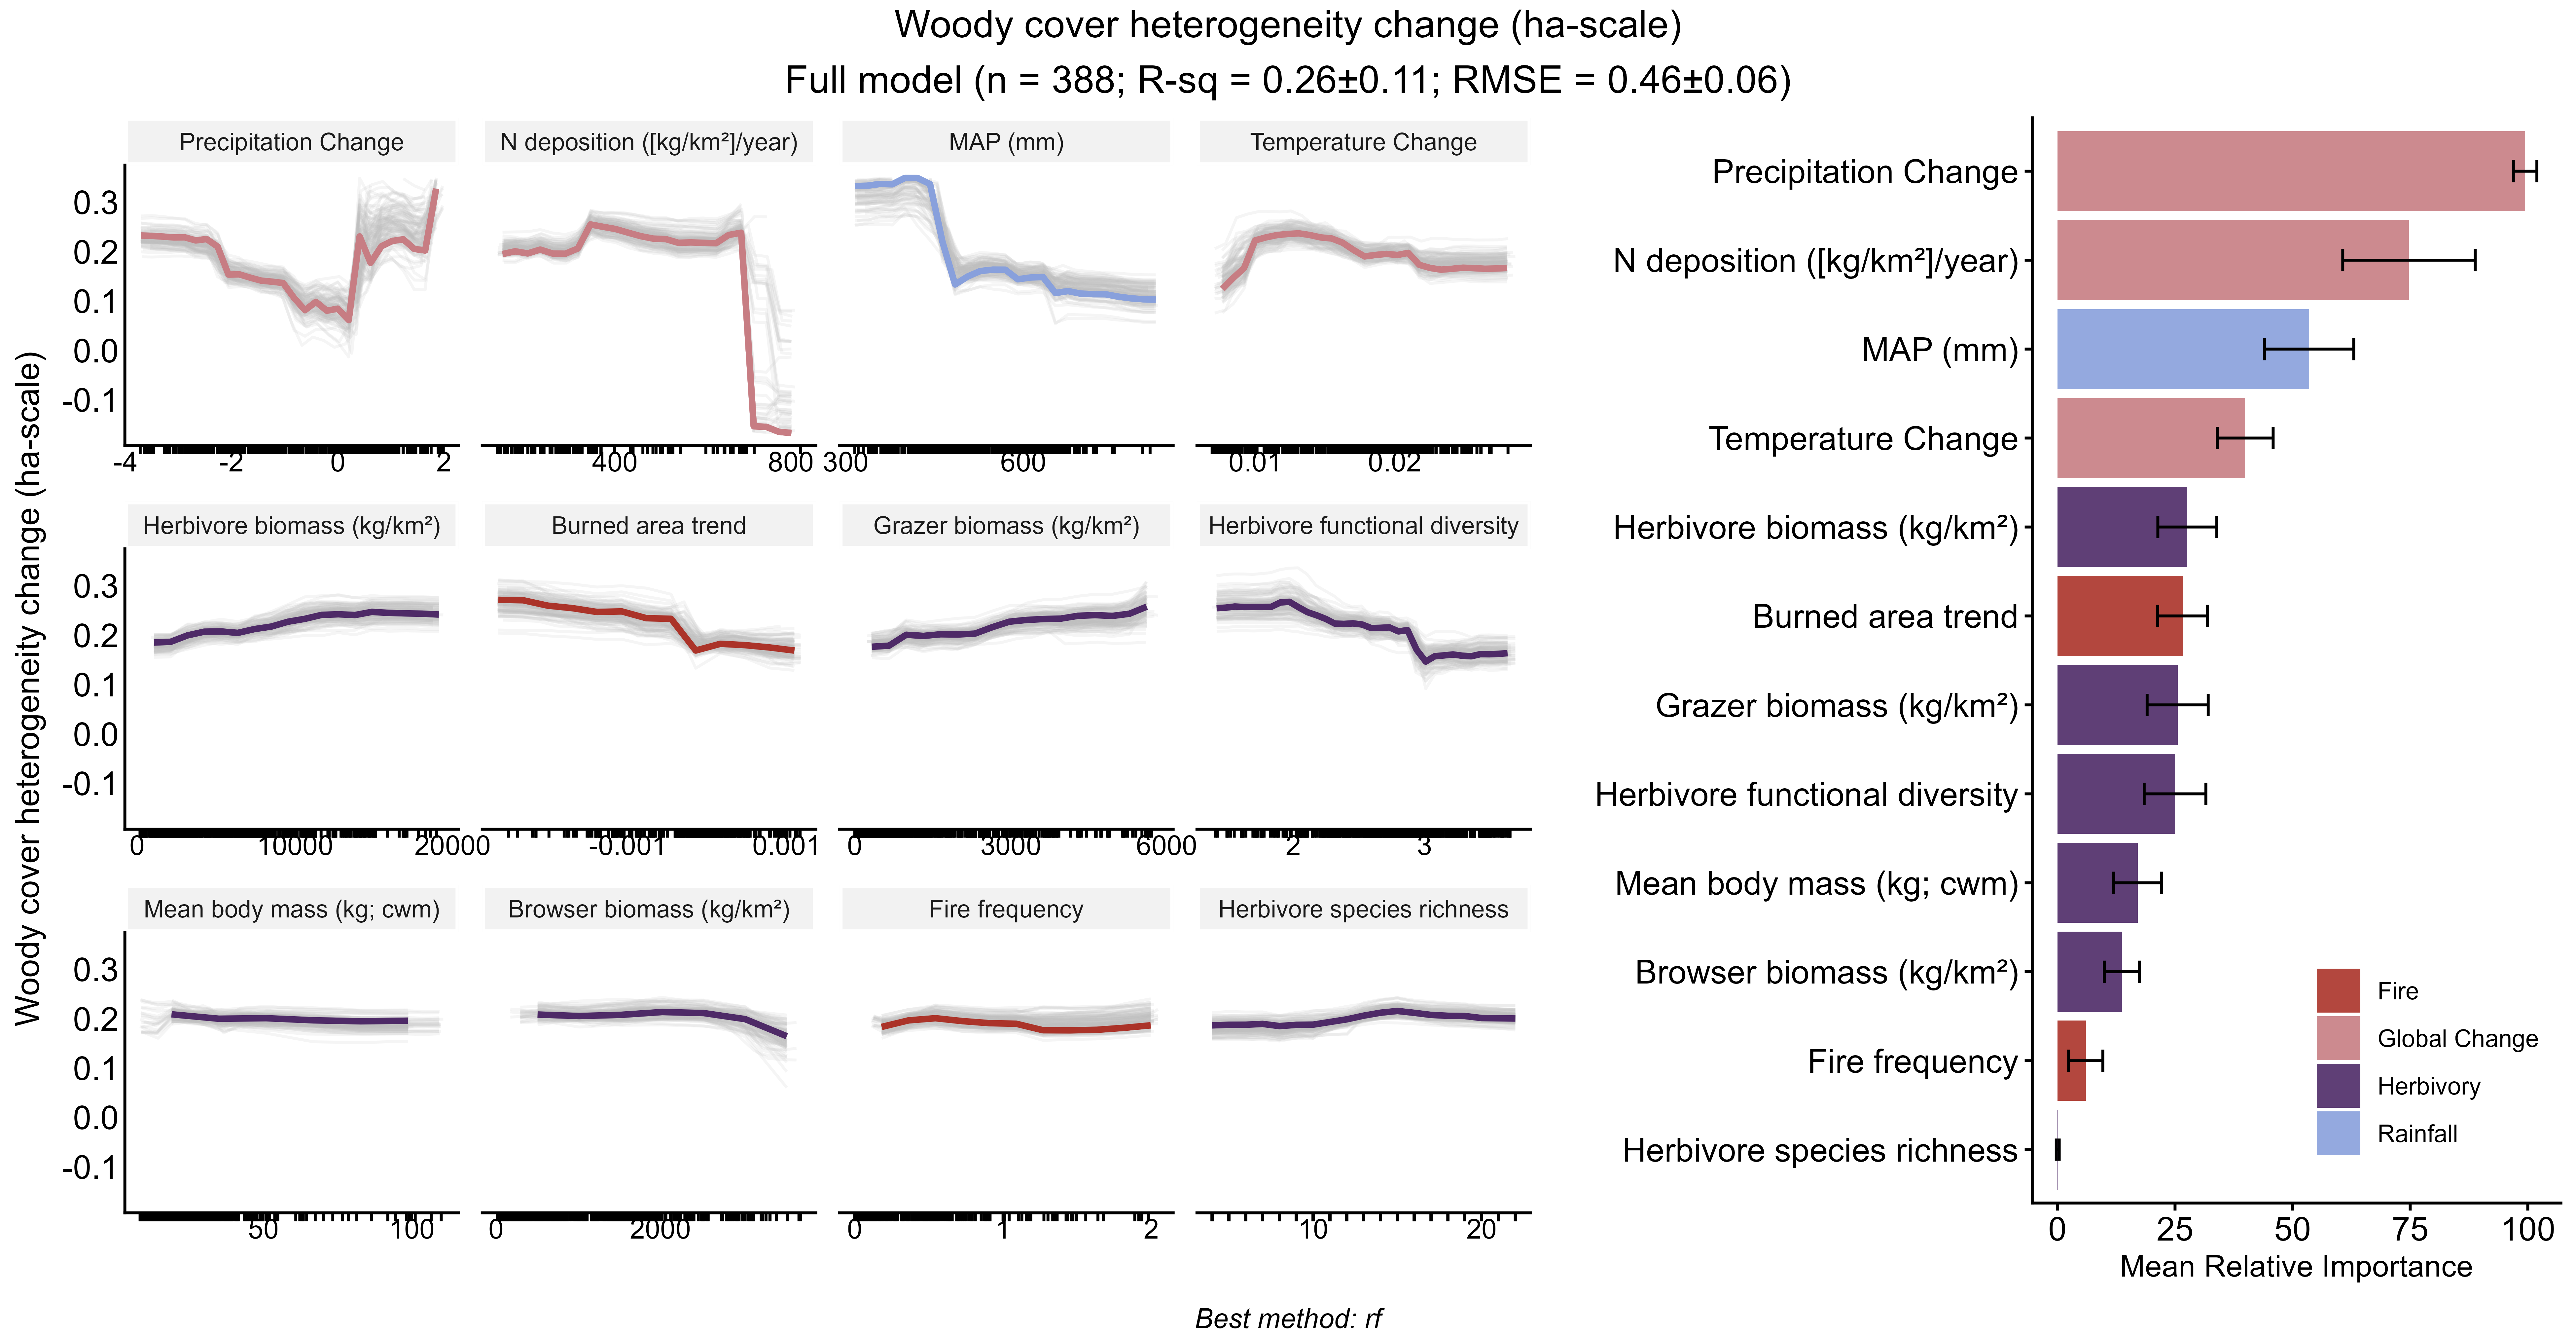 Woody cover heterogeneity change (ha-scale)
Full model (n = 388; R-sq = 0.26±0.11; RMSE = 0.46±0.06)
Woody cover heterogeneity change (ha-scale)
Precipitation Change
N deposition ([kg/km²]/year)
MAP (mm)
Temperature Change
0.3
0.2
0.1
0.0
-0.1
-4 -2 0 2
400 800
300 600
0.01 0.02
Herbivore biomass (kg/km²)
Burned area trend
Grazer biomass (kg/km²)
Herbivore functional diversity
0.3
0.2
0.1
0.0
-0.1
0 10000 20000
-0.001 0.001
0 3000 6000
2 3
Mean body mass (kg; cwm)
Browser biomass (kg/km²)
Fire frequency
Herbivore species richness
0.3
0.2
0.1
0.0
-0.1
50 100
0 2000
0 1 2
10 20
Precipitation Change
N deposition ([kg/km²]/year)
MAP (mm)
Temperature Change
Herbivore biomass (kg/km²)
Burned area trend
Grazer biomass (kg/km²)
Herbivore functional diversity
Mean body mass (kg; cwm)
Browser biomass (kg/km²)
Fire frequency
Herbivore species richness
0 25 50 75 100
Mean Relative Importance
Fire
Global Change
Herbivory
Rainfall
Best method: rf